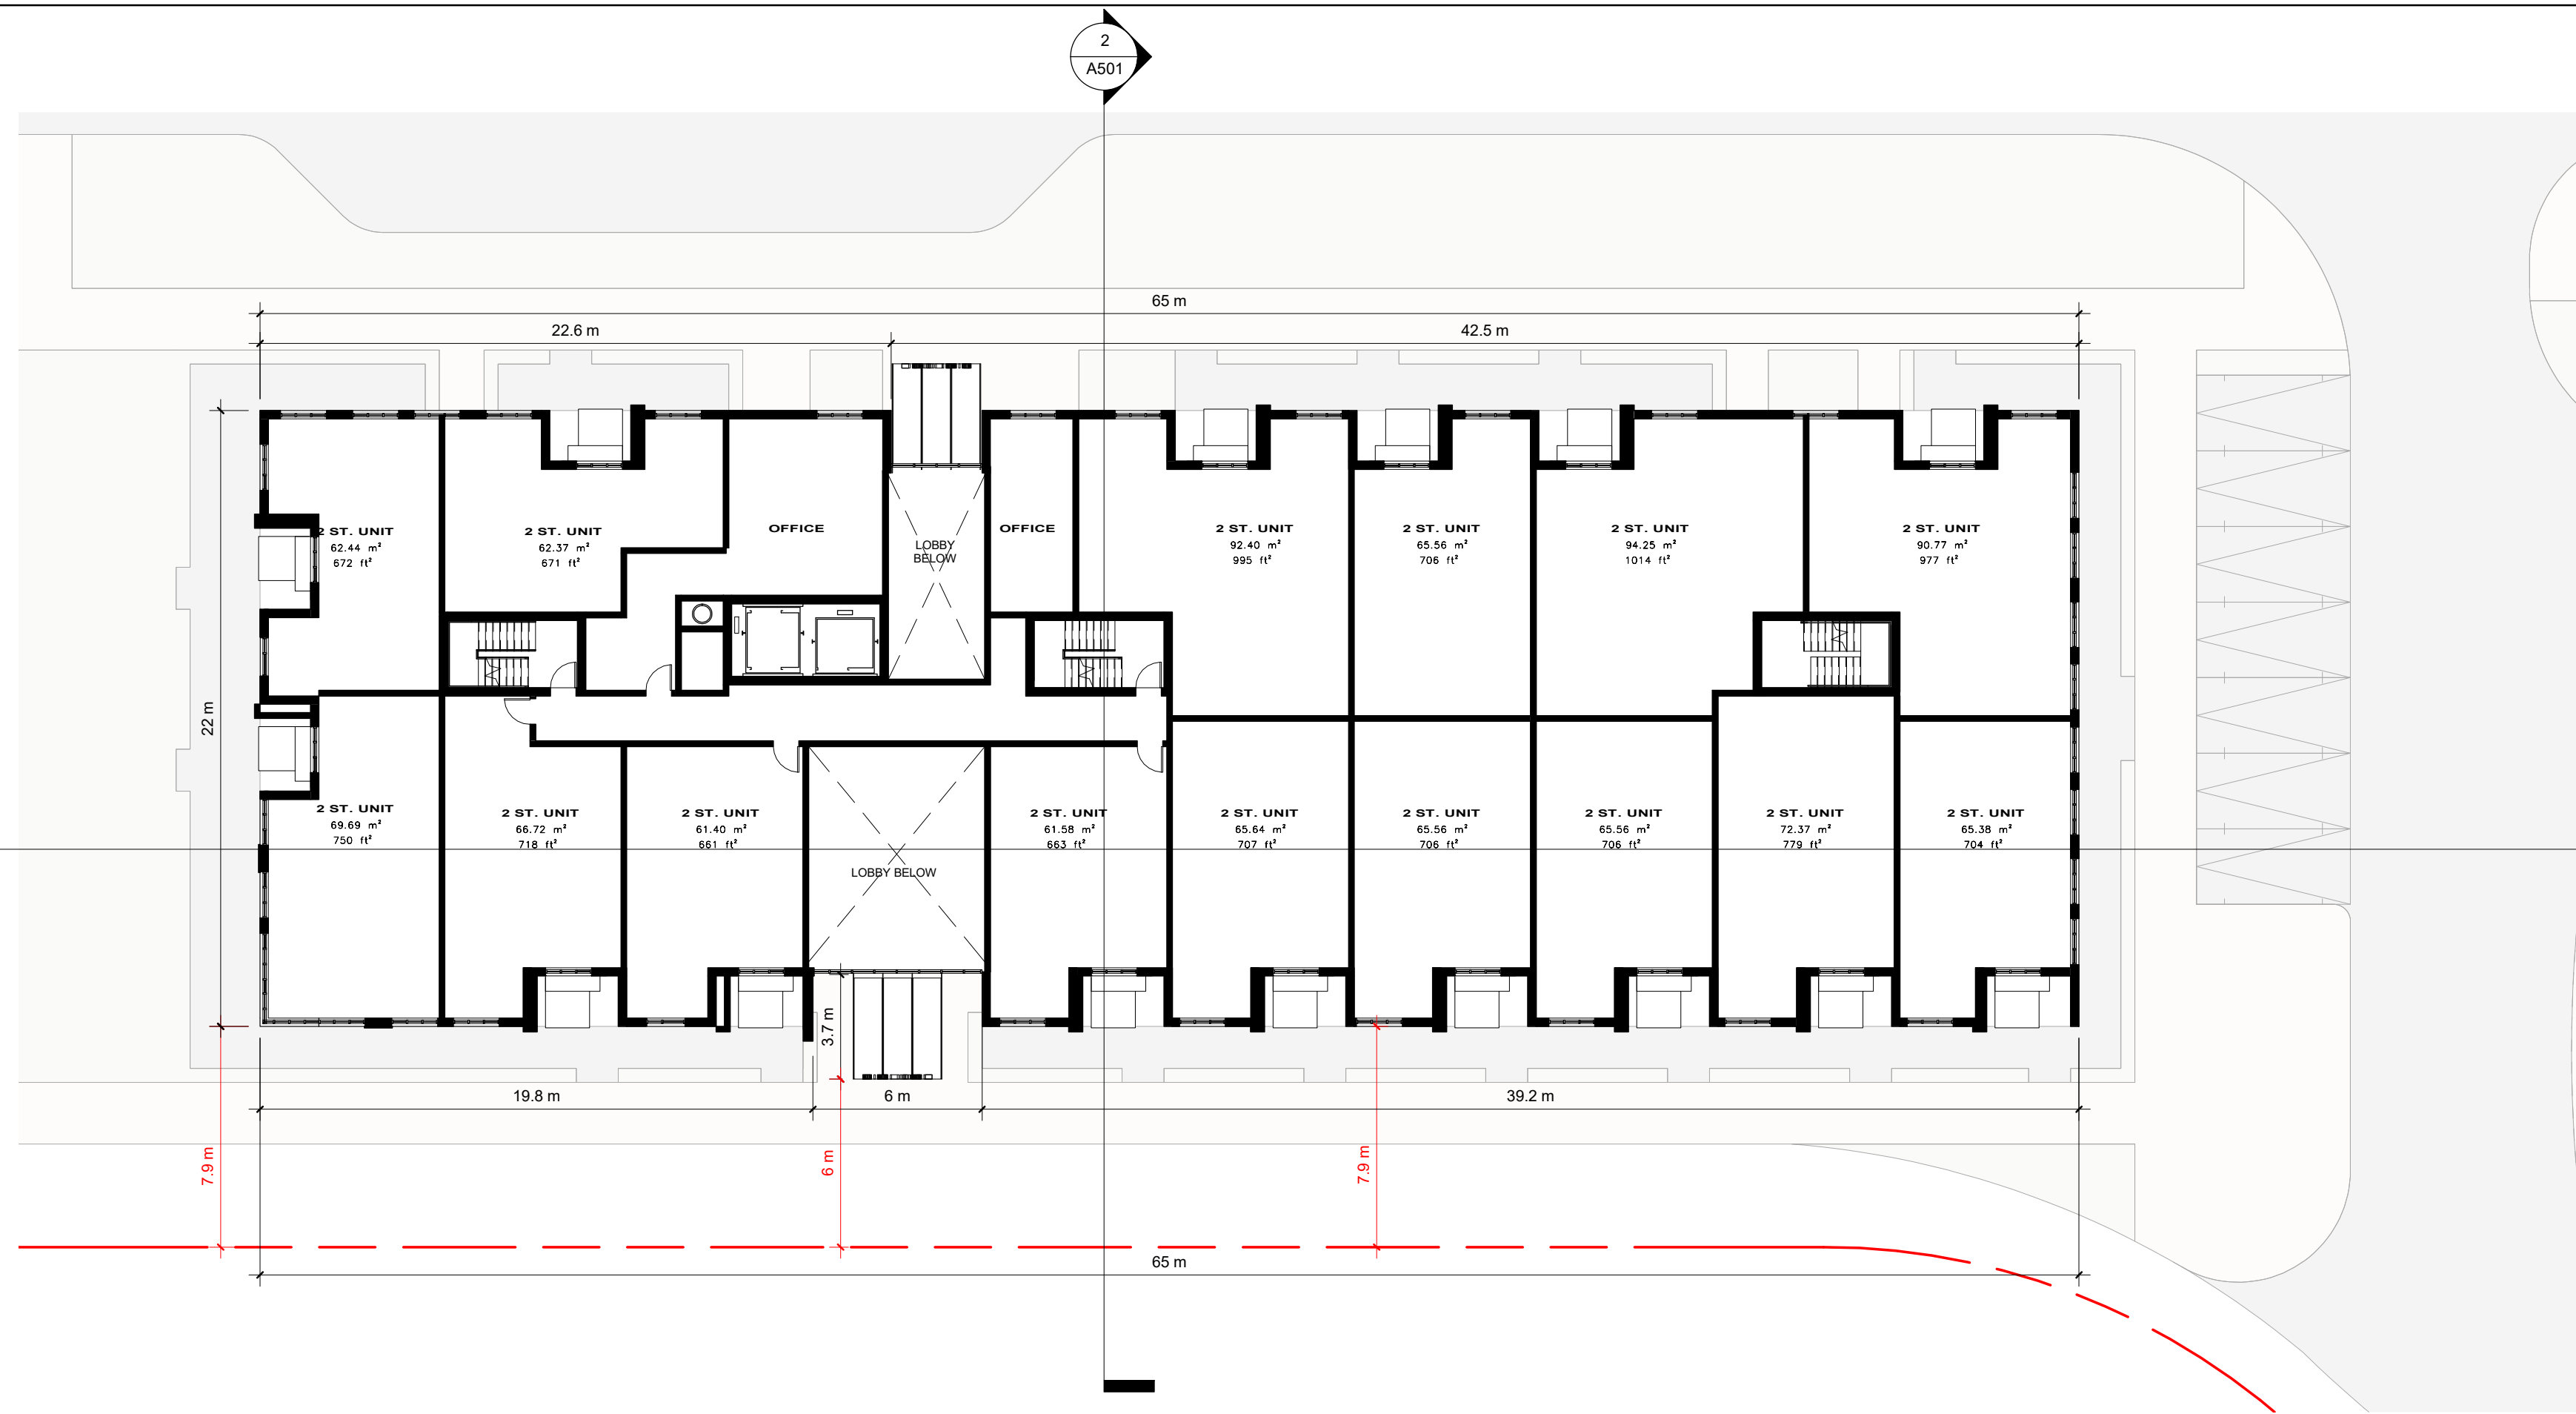 2
A501
65 m
22.6 m
42.5 m
2 ST. UNIT
62.44 m²
672 ft²
2 ST. UNIT
62.37 m²
671 ft²
OFFICE
LOBBY
BELOW
OFFICE
2 ST. UNIT
92.40 m²
995 ft²
2 ST. UNIT
65.56 m²
706 ft²
2 ST. UNIT
94.25 m²
1014 ft²
2 ST. UNIT
90.77 m²
977 ft²
22 m
2 ST. UNIT
69.69 m²
750 ft²
2 ST. UNIT
66.72 m²
718 ft²
2 ST. UNIT
61.40 m²
661 ft²
LOBBY BELOW
2 ST. UNIT
61.58 m²
663 ft²
2 ST. UNIT
65.64 m²
707 ft²
2 ST. UNIT
65.56 m²
706 ft²
2 ST. UNIT
65.56 m²
706 ft²
2 ST. UNIT
72.37 m²
779 ft²
2 ST. UNIT
65.38 m²
704 ft²
3.7 m
19.8 m
6 m
39.2 m
7.9 m
6 m
7.9 m
65 m